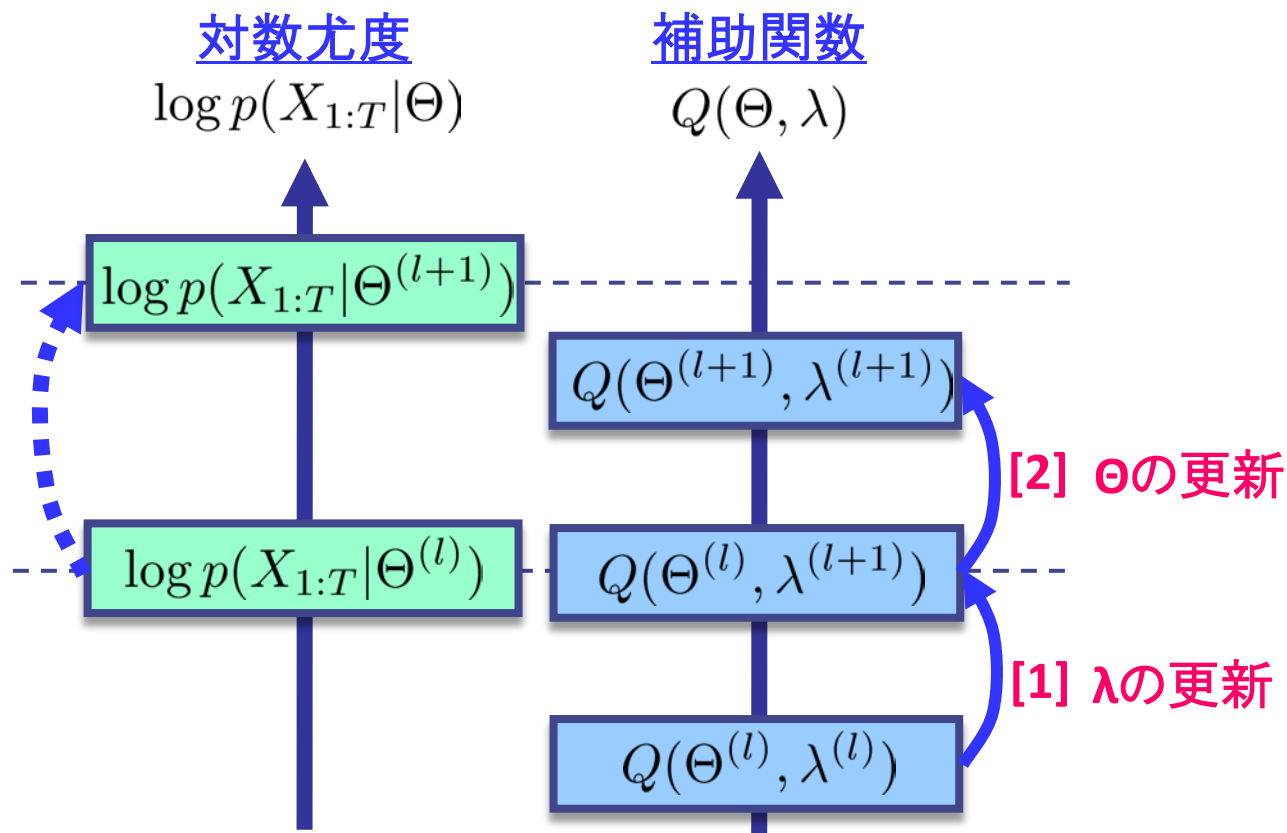 対数尤度
log p(X_{1:T}|Θ)
補助関数
Q(Θ, λ)
log p(X_{1:T}|Θ^{(l+1)})
Q(Θ^{(l+1)}, λ^{(l+1)})
[2] Θの更新
log p(X_{1:T}|Θ^{(l)})
Q(Θ^{(l)}, λ^{(l+1)})
[1] λの更新
Q(Θ^{(l)}, λ^{(l)})